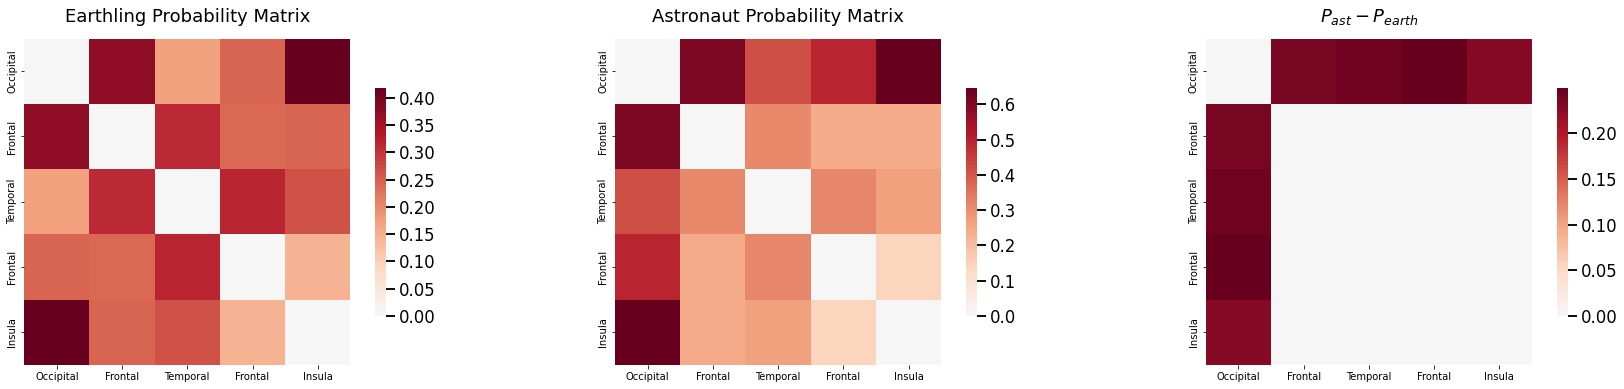 Earthling Probability Matrix
Occipital
Frontal
Temporal
Frontal
Insula
Occipital Frontal Temporal Frontal Insula
0.40
0.35
0.30
0.25
0.20
0.15
0.10
0.05
0.00
Astronaut Probability Matrix
Occipital
Frontal
Temporal
Frontal
Insula
Occipital Frontal Temporal Frontal Insula
0.6
0.5
0.4
0.3
0.2
0.1
0.0
P_{ast} − P_{earth}
Occipital
Frontal
Temporal
Frontal
Insula
Occipital Frontal Temporal Frontal Insula
0.20
0.15
0.10
0.05
0.00